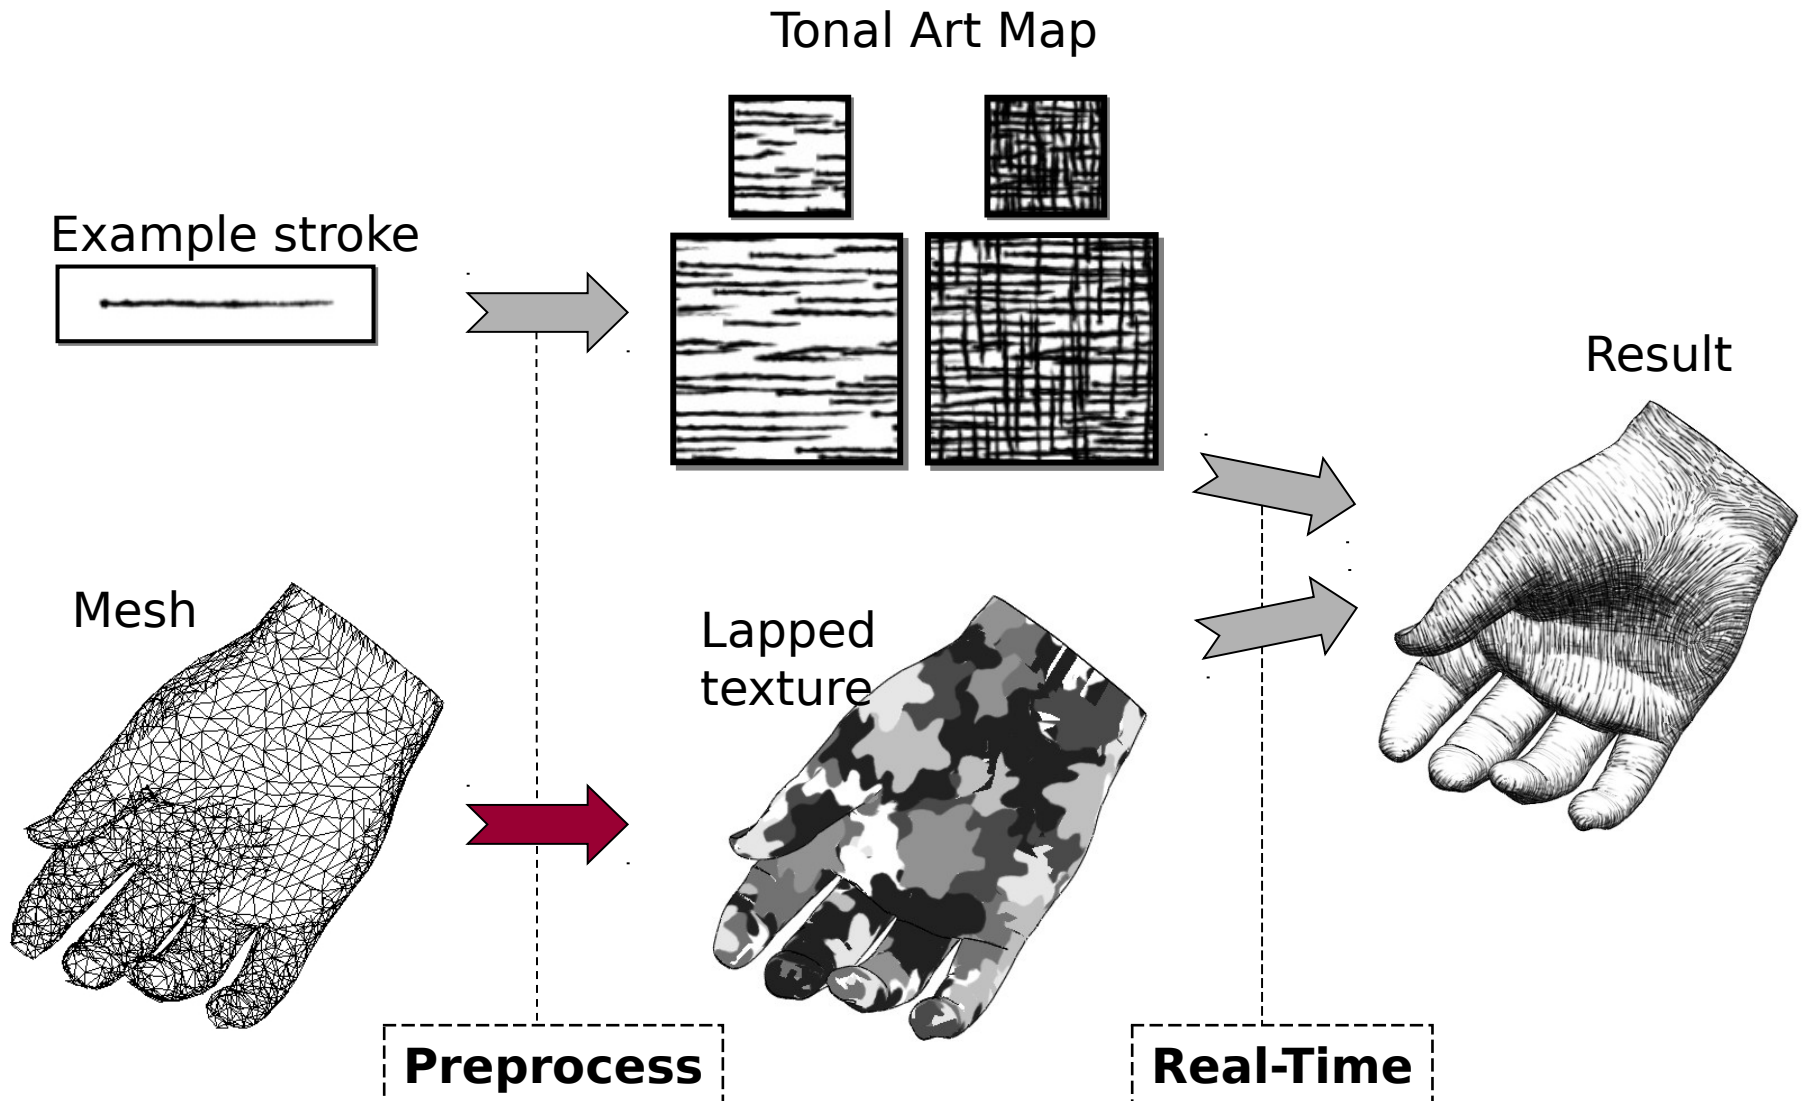 Tonal Art Map
Example stroke
Result
Mesh
Lapped
texture
Preprocess
Real-Time